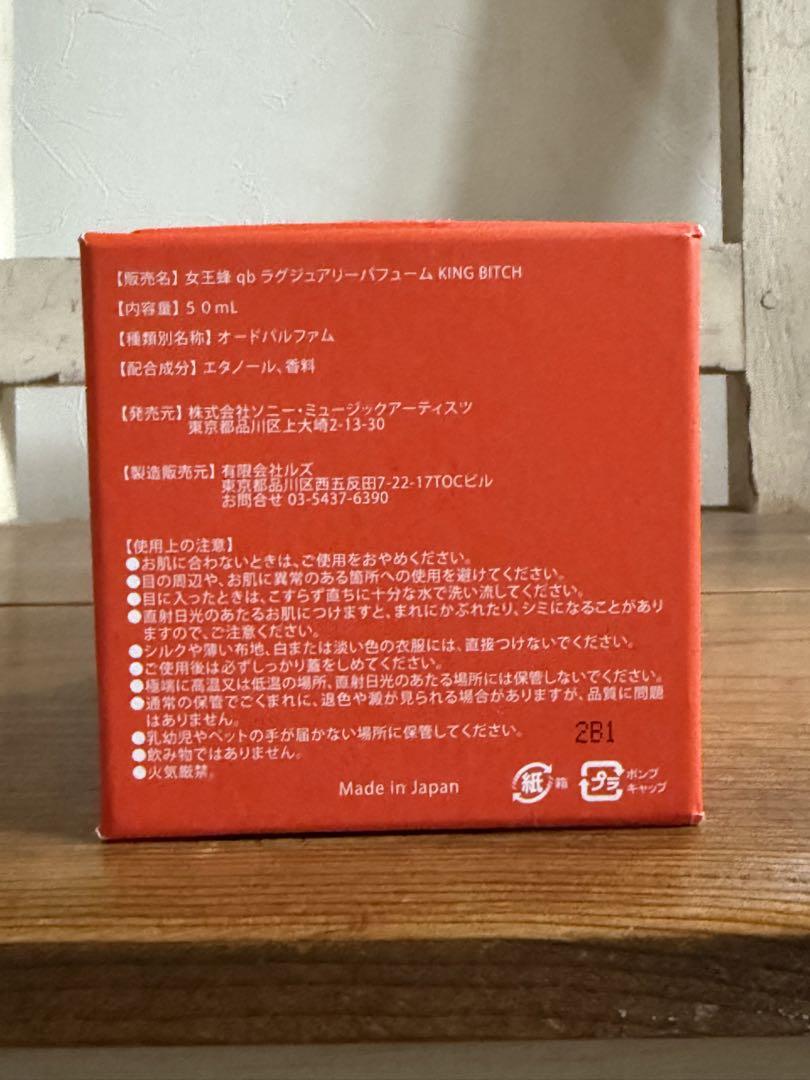 【販売名】女王蜂 qb ラグジュアリーパフューム KING BITCH
【内容量】50mL
【種類別名称】オードパルファム
【配合成分】エタノール、香料
【発売元】株式会社ソニー・ミュージックアーティスツ
東京都品川区上大崎2-13-30
【製造販売元】有限会社ルズ
東京都品川区西五反田7-22-17TOCビル
お問合せ 03-5437-6390
【使用上の注意】
●お肌に合わないときは、ご使用をおやめください。
●目の周辺や、お肌に異常のある箇所への使用を避けてください。
●目に入ったときは、こすらず直ちに十分な水で洗い流してください。
●直射日光のあたるお肌につけますと、まれにかぶれたり、シミになることがあり
ますので、ご注意ください。
●シルクや薄い布地、白または淡い色の衣服には、直接つけないでください。
●ご使用後は必ずしっかり蓋をしめてください。
●極端に高温又は低温の場所、直射日光のあたる場所には保管しないでください。
●通常の保管でごくまれに、退色や澱が見られる場合がありますが、品質に問題
はありません。
●乳幼児やペットの手が届かない場所に保管してください。
●飲み物ではありません。
●火気厳禁。
2B1
Made in Japan
紙 箱
プラ ポンプ
キャップ